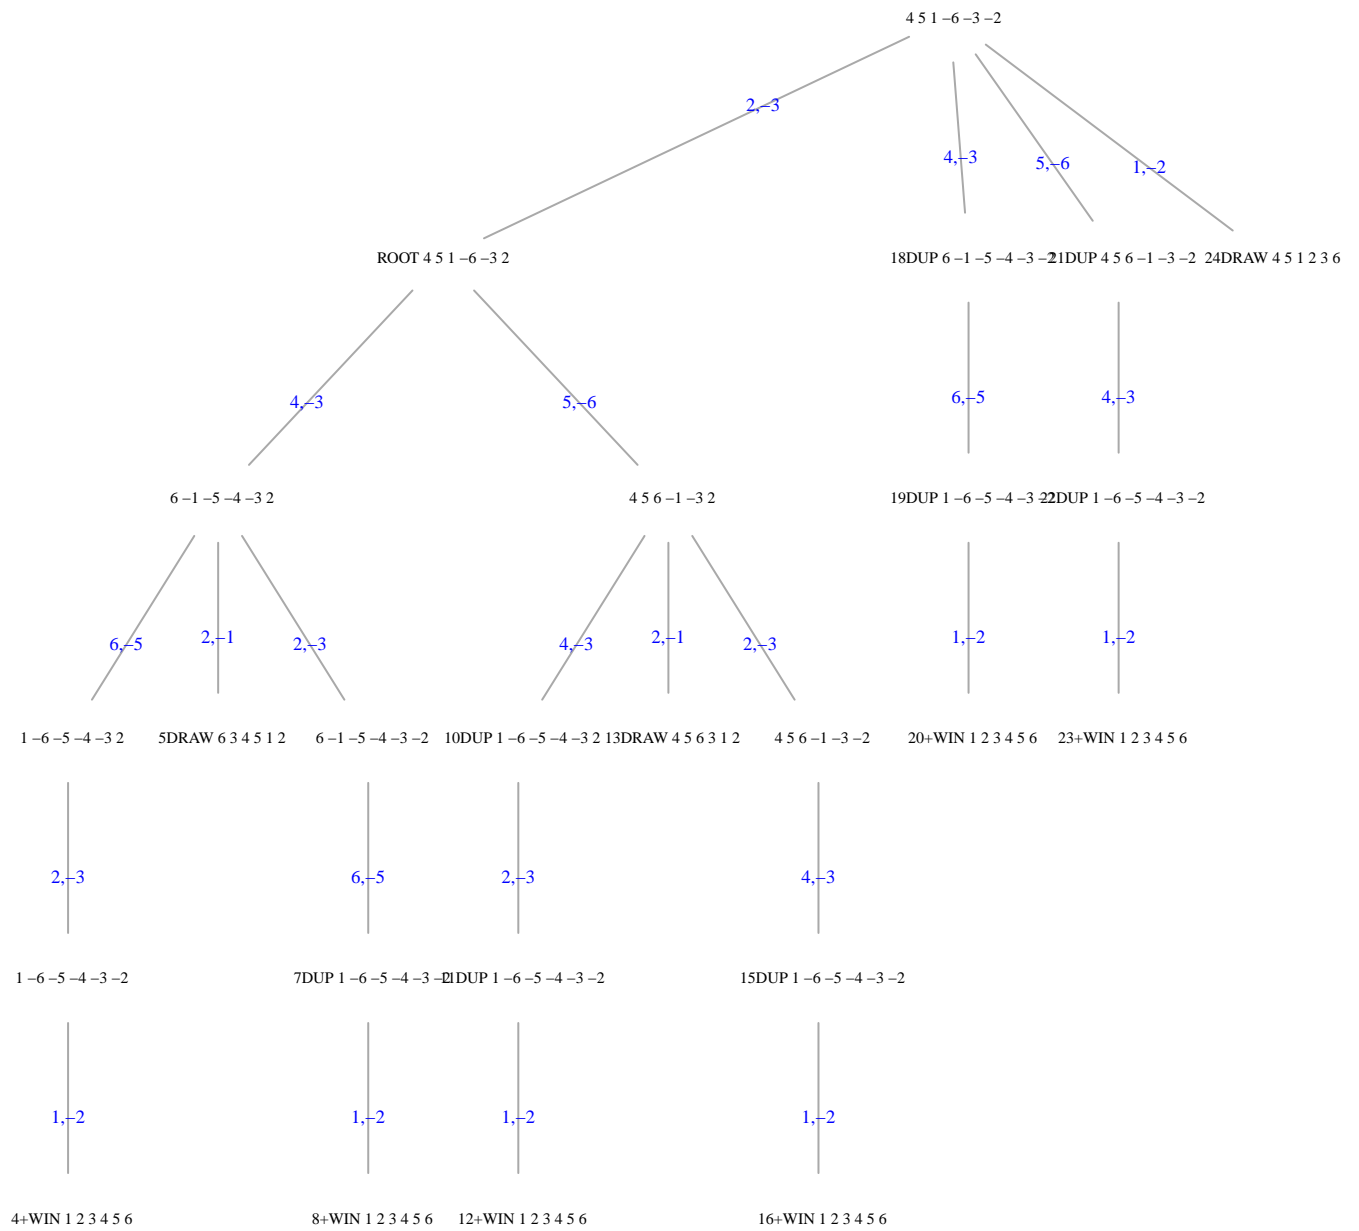 4 5 1 –6 –3 –2
2,–3
4,–3
5,–6
1,–2
ROOT 4 5 1 –6 –3 2
18DUP 6 –1 –5 –4 –3 –2
21DUP 4 5 6 –1 –3 –2
24DRAW 4 5 1 2 3 6
4,–3
5,–6
6,–5
4,–3
6 –1 –5 –4 –3 2
4 5 6 –1 –3 2
19DUP 1 –6 –5 –4 –3 –2
22DUP 1 –6 –5 –4 –3 –2
6,–5
2,–1
2,–3
4,–3
2,–1
2,–3
1,–2
1,–2
1 –6 –5 –4 –3 2
5DRAW 6 3 4 5 1 2
6 –1 –5 –4 –3 –2
10DUP 1 –6 –5 –4 –3 2
13DRAW 4 5 6 3 1 2
4 5 6 –1 –3 –2
20+WIN 1 2 3 4 5 6
23+WIN 1 2 3 4 5 6
2,–3
6,–5
2,–3
4,–3
1 –6 –5 –4 –3 –2
7DUP 1 –6 –5 –4 –3 –2
11DUP 1 –6 –5 –4 –3 –2
15DUP 1 –6 –5 –4 –3 –2
1,–2
1,–2
1,–2
1,–2
4+WIN 1 2 3 4 5 6
8+WIN 1 2 3 4 5 6
12+WIN 1 2 3 4 5 6
16+WIN 1 2 3 4 5 6